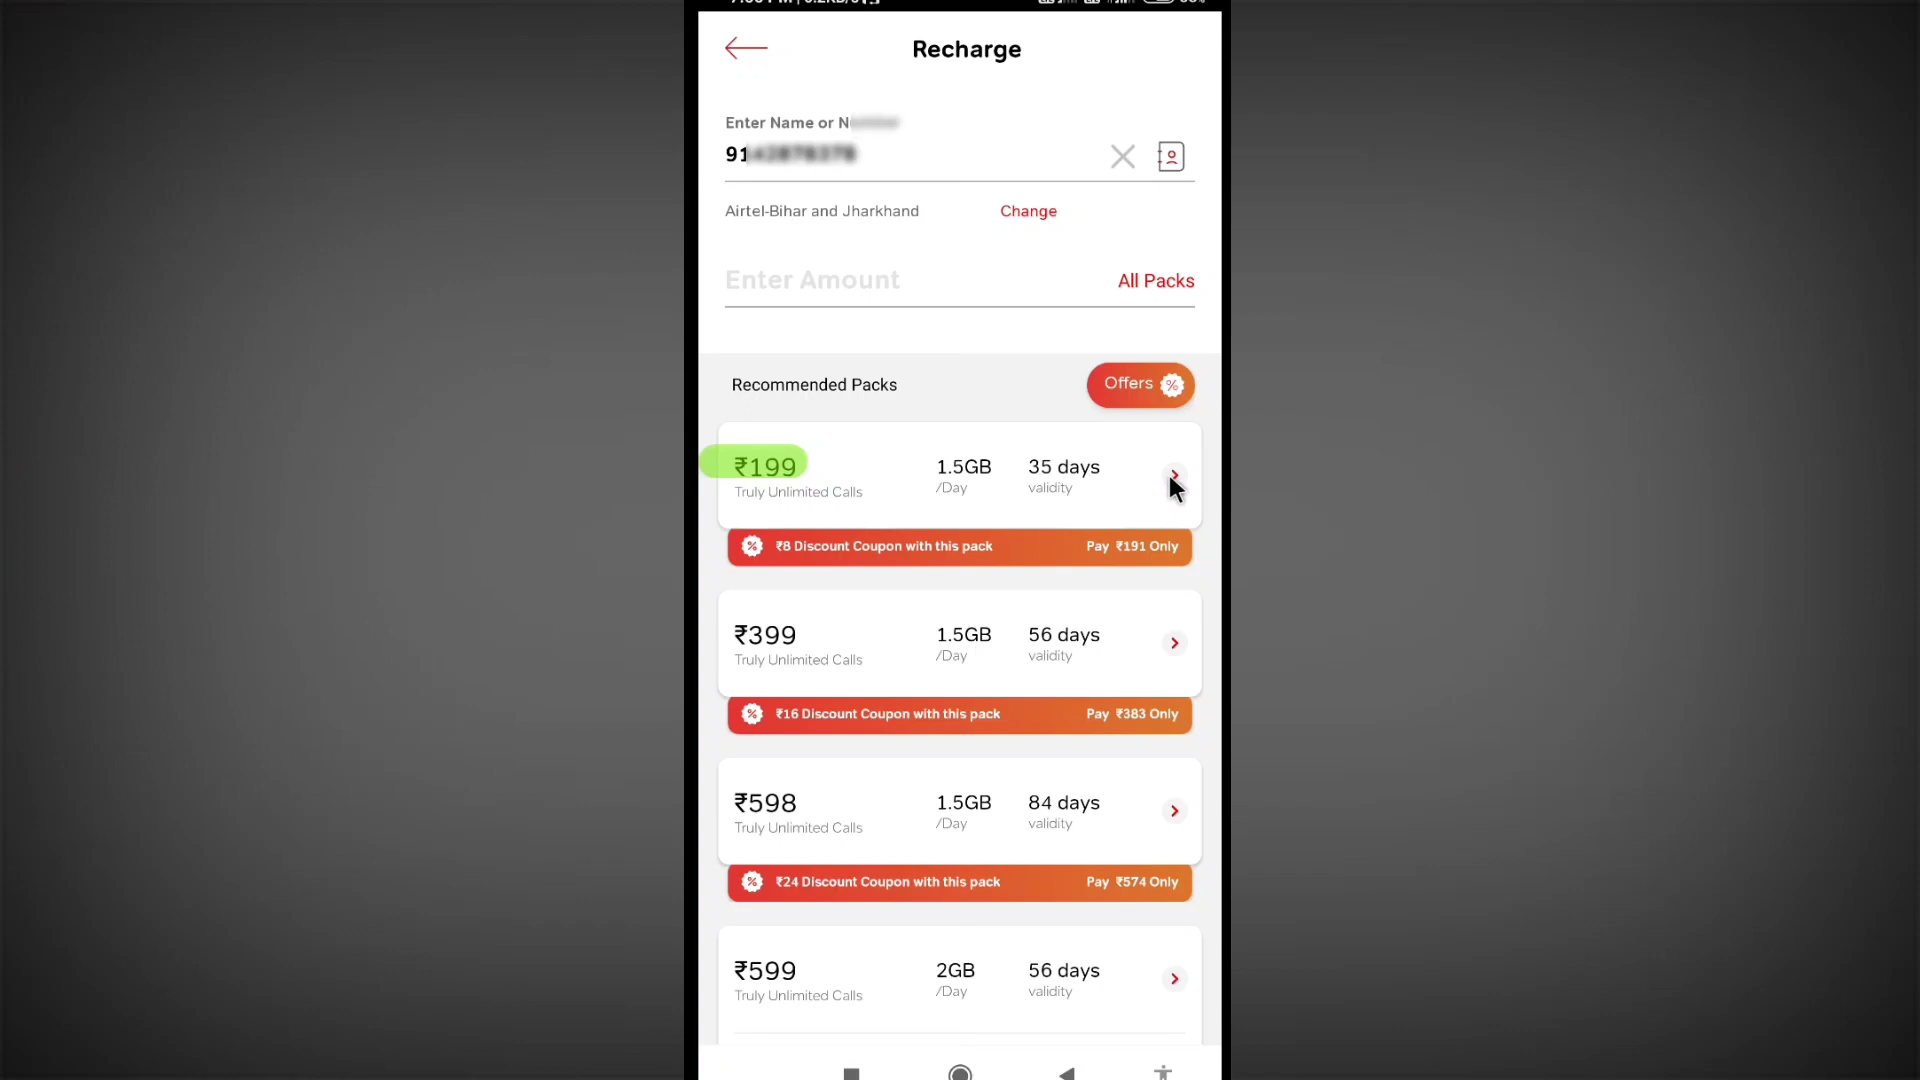 Recharge
Enter Name or
91
Airtel-Bihar and Jharkhand Change
Enter Amount All Packs
Recommended Packs Offers %
₹199 1.5GB 35 days
Truly Unlimited Calls /Day validity
% ₹8 Discount Coupon with this pack Pay ₹191 Only
₹399 1.5GB 56 days
Truly Unlimited Calls /Day validity
% ₹16 Discount Coupon with this pack Pay ₹383 Only
₹598 1.5GB 84 days
Truly Unlimited Calls /Day validity
% ₹24 Discount Coupon with this pack Pay ₹574 Only
₹599 2GB 56 days
Truly Unlimited Calls /Day validity